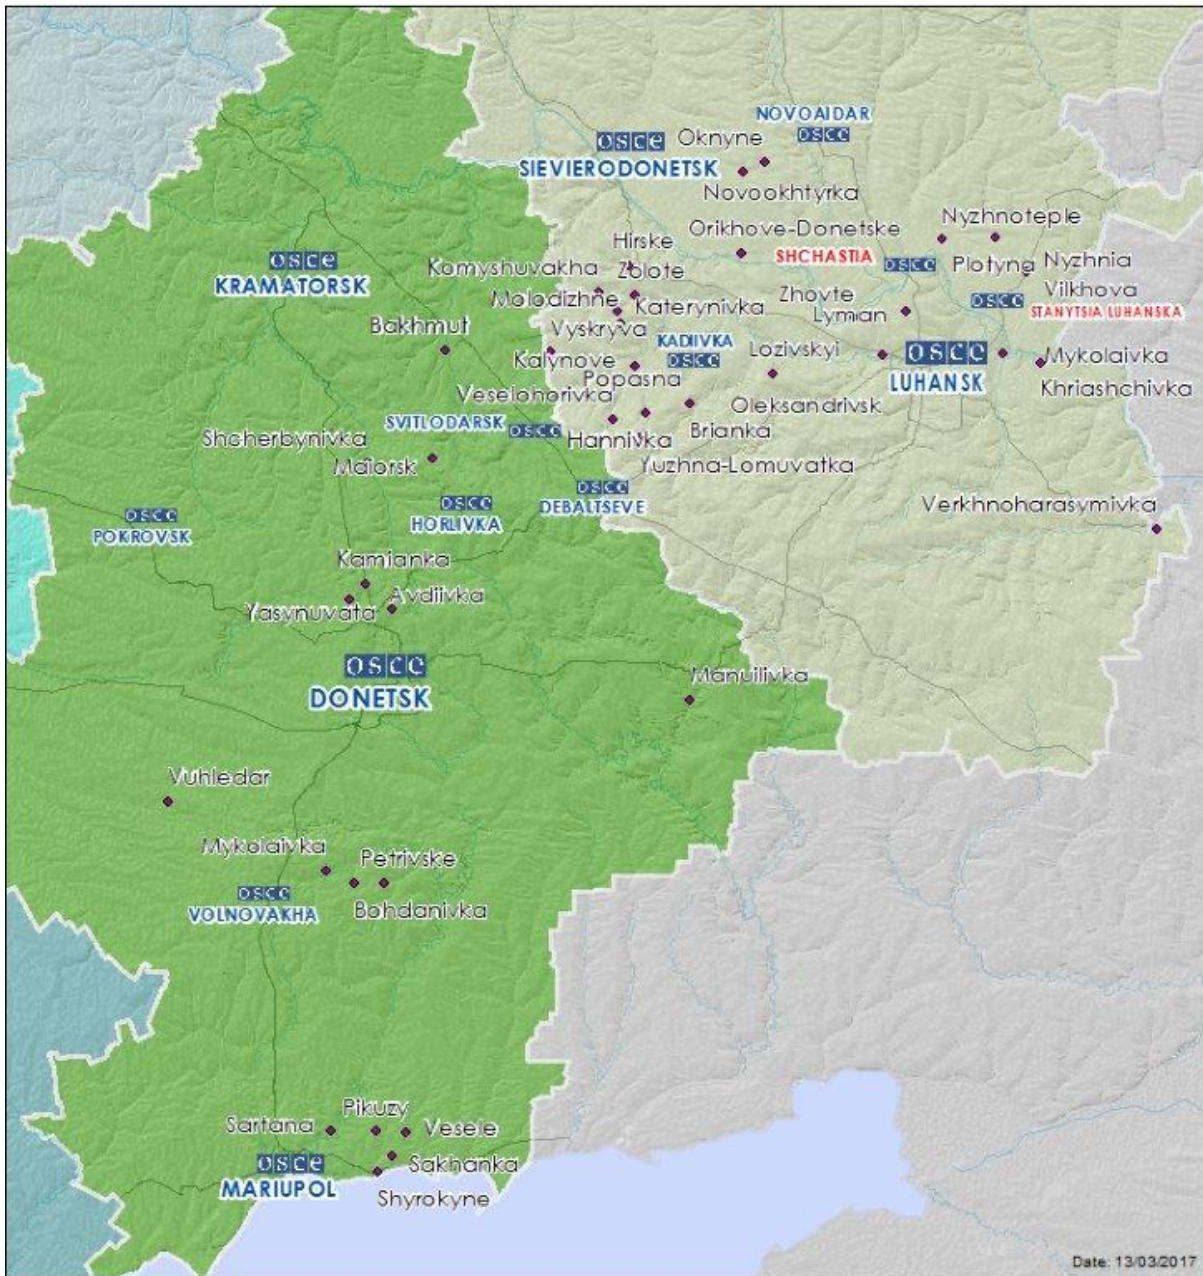 NOVOAIDAR
osce
osce
Oknyne
SIEVIERODONETSK
Novookhtyrka
Nyzhnoteple
Orikhove-Donetske
Hirske
SHCHASTIA
osce
KRAMATORSK
Komyshuvakha
Zolote
osce
Plotyna
Nyzhnia
Vilkhova
Molodizhne
Katerynivka
Zhovte
Lymian
osce
STANYTSIA LUHANSKA
Bakhmut
Vyskryva
KADIIVKA
osce
Kalynove
Lozivskyi
osce
LUHANSK
Mykolaivka
Khriashchivka
Popasna
Veselohorivka
Oleksandrivsk
SVITLODARSK
osce
Brianka
Shcherbynivka
Hannivka
Maiorsk
Yuzhna-Lomuvatka
osce
HORLIVKA
osce
DEBALTSEVE
Verkhnoharasymivka
osce
POKROVSK
Kamianka
Avdiivka
Yasynuvata
osce
DONETSK
Manuilivka
Vuhledar
Mykolaivka
Petrivske
osce
VOLNOVAKHA
Bohdanivka
Pikuzy
Sartana
Vesele
osce
MARIUPOL
Sakhanka
Shyrokyne
Date: 13/03/2017